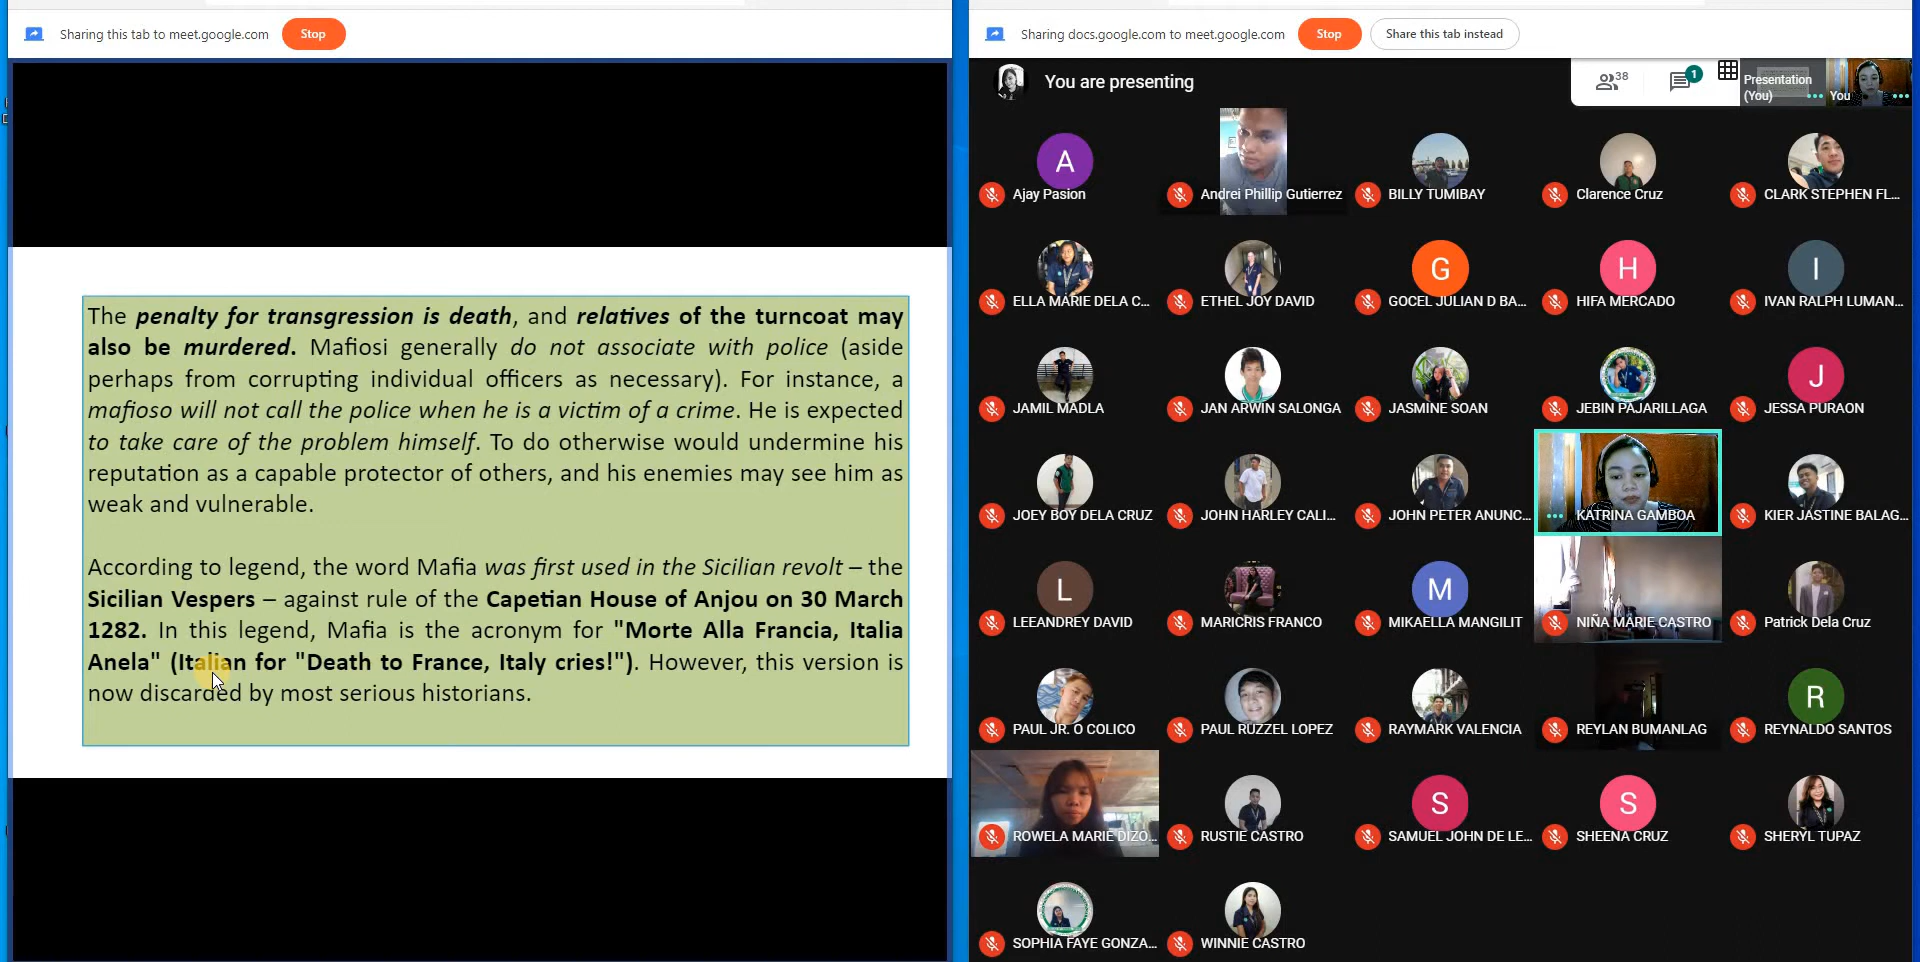 Sharing this tab to meet.google.com
Stop
The penalty for transgression is death, and relatives of the turncoat may
also be murdered. Mafiosi generally do not associate with police (aside
perhaps from corrupting individual officers as necessary). For instance, a
mafioso will not call the police when he is a victim of a crime. He is expected
to take care of the problem himself. To do otherwise would undermine his
reputation as a capable protector of others, and his enemies may see him as
weak and vulnerable.
According to legend, the word Mafia was first used in the Sicilian revolt – the
Sicilian Vespers – against rule of the Capetian House of Anjou on 30 March
1282. In this legend, Mafia is the acronym for "Morte Alla Francia, Italia
Anela" (Italian for "Death to France, Italy cries!"). However, this version is
now discarded by most serious historians.
Sharing docs.google.com to meet.google.com
Stop
Share this tab instead
You are presenting
38
1
Presentation
(You)
You
A
Ajay Pasion
Andrei Phillip Gutierrez
BILLY TUMIBAY
Clarence Cruz
CLARK STEPHEN FL...
ELLA MARIE DELA C...
ETHEL JOY DAVID
G
GOCEL JULIAN D BA...
H
HIFA MERCADO
I
IVAN RALPH LUMAN...
JAMIL MADLA
JAN ARWIN SALONGA
JASMINE SOAN
JEBIN PAJARILLAGA
J
JESSA PURAON
JOEY BOY DELA CRUZ
JOHN HARLEY CALI...
JOHN PETER ANUNC...
KATRINA GAMBOA
KIER JASTINE BALAG...
L
LEEANDREY DAVID
MARICRIS FRANCO
M
MIKAELLA MANGILIT
NIÑA MARIE CASTRO
Patrick Dela Cruz
PAUL JR. O COLICO
PAUL RUZZEL LOPEZ
RAYMARK VALENCIA
REYLAN BUMANLAG
R
REYNALDO SANTOS
ROWELA MARIE DIZO...
RUSTIE CASTRO
S
SAMUEL JOHN DE LE...
S
SHEENA CRUZ
SHERYL TUPAZ
SOPHIA FAYE GONZA...
WINNIE CASTRO